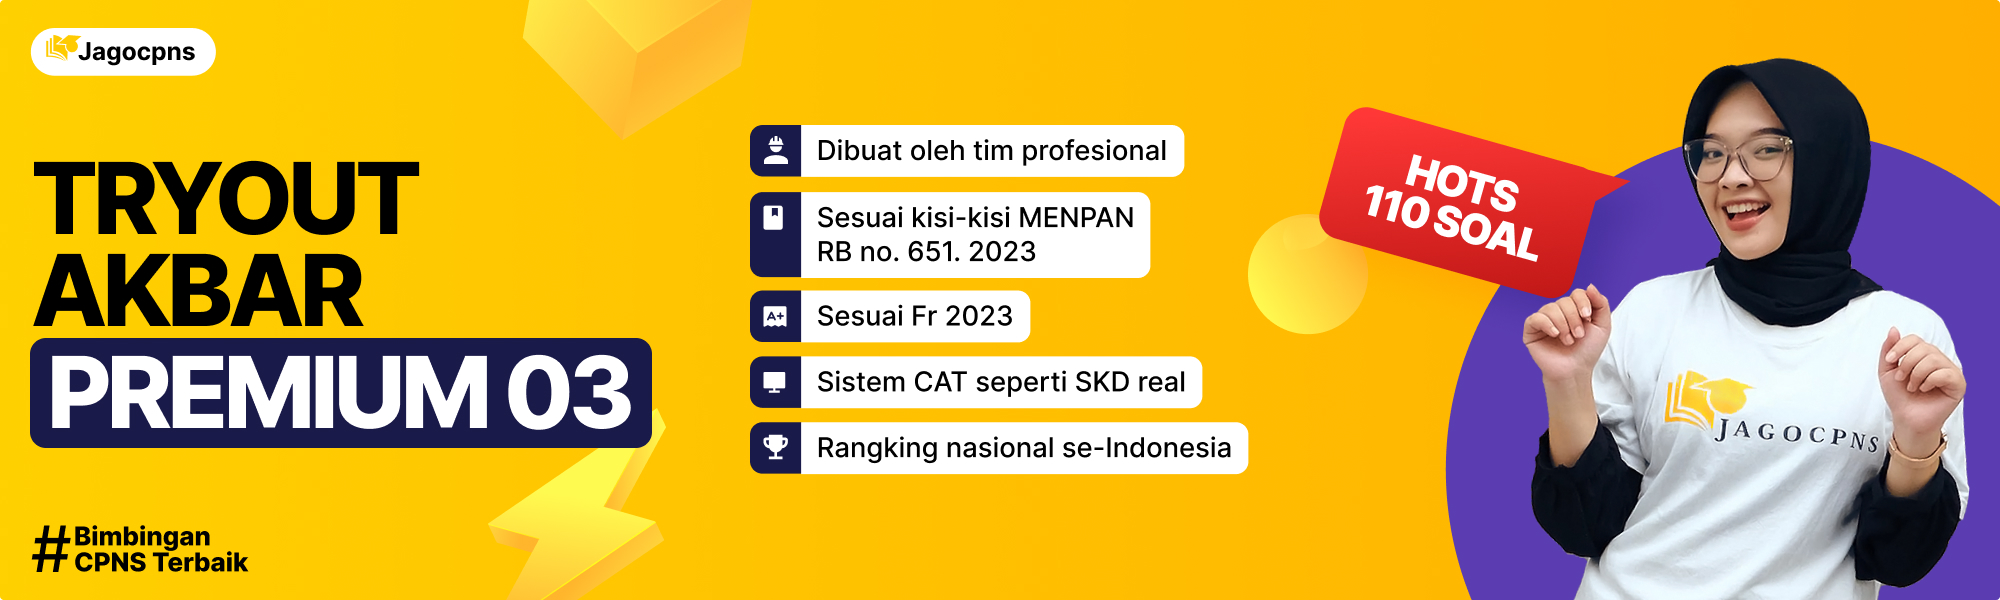 Jagocpns
TRYOUT
AKBAR
PREMIUM 03
#Bimbingan
CPNS Terbaik
Dibuat oleh tim profesional
Sesuai kisi-kisi MENPAN
RB no. 651. 2023
A+
Sesuai Fr 2023
Sistem CAT seperti SKD real
Rangking nasional se-Indonesia
HOTS
110 SOAL
JAGOCPNS